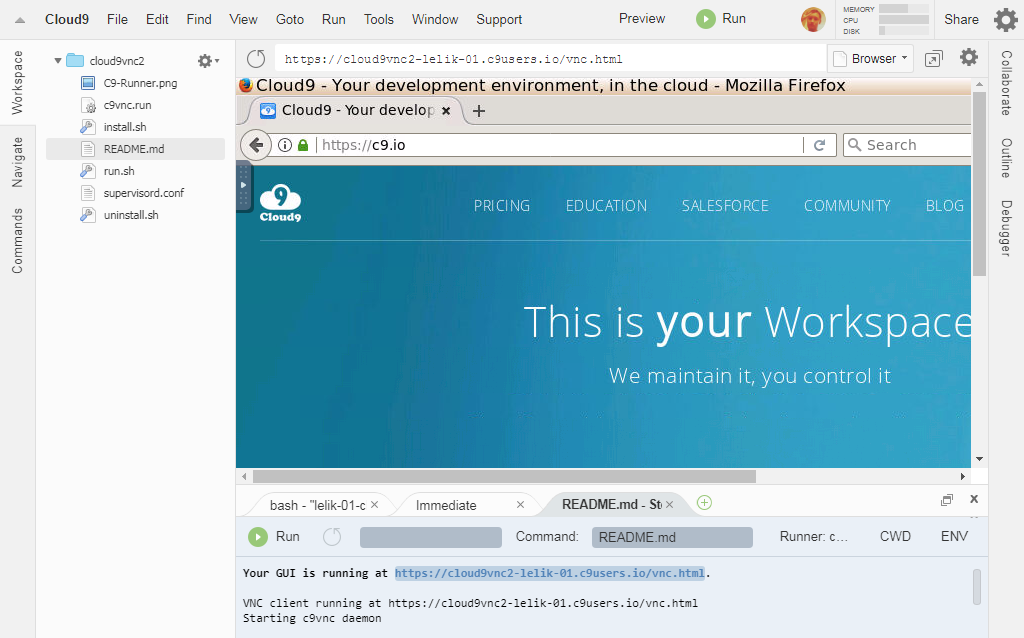 Cloud9 File Edit Find View Goto Run Tools Window Support Preview Run MEMORY CPU DISK Share
Workspace
Navigate
Commands
cloud9vnc2
C9-Runner.png
c9vnc.run
install.sh
README.md
run.sh
supervisord.conf
uninstall.sh
https://cloud9vnc2-lelik-01.c9users.io/vnc.html Browser
Cloud9 - Your development environment, in the cloud - Mozilla Firefox
Cloud9 - Your develop
https://c9.io Search
9
Cloud9
PRICING EDUCATION SALESFORCE COMMUNITY BLOG
This is your Workspace
We maintain it, you control it
Collaborate
Outline
Debugger
bash - "lelik-01-c Immediate README.md - St
Run Command: README.md Runner: c... CWD ENV
Your GUI is running at https://cloud9vnc2-lelik-01.c9users.io/vnc.html.
VNC client running at https://cloud9vnc2-lelik-01.c9users.io/vnc.html
Starting c9vnc daemon